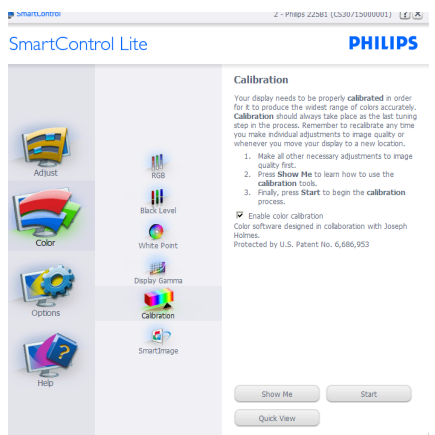 SmartControl
2 - Philips 225B1 (CS30715000001)
SmartControl Lite
PHILIPS
Adjust
Color
Options
Help
RGB
Black Level
White Point
Display Gamma
Calibration
SmartImage
Calibration
Your display needs to be properly calibrated in order
for it to produce the widest range of colors accurately.
Calibration should always take place as the last tuning
step in the process. Remember to recalibrate any time
you make individual adjustments to image quality or
whenever you move your display to a new location.
1. Make all other necessary adjustments to image
quality first.
2. Press Show Me to learn how to use the
calibration tools.
3. Finally, press Start to begin the calibration
process.
Enable color calibration
Color software designed in collaboration with Joseph
Holmes.
Protected by U.S. Patent No. 6,686,953
Show Me
Start
Quick View